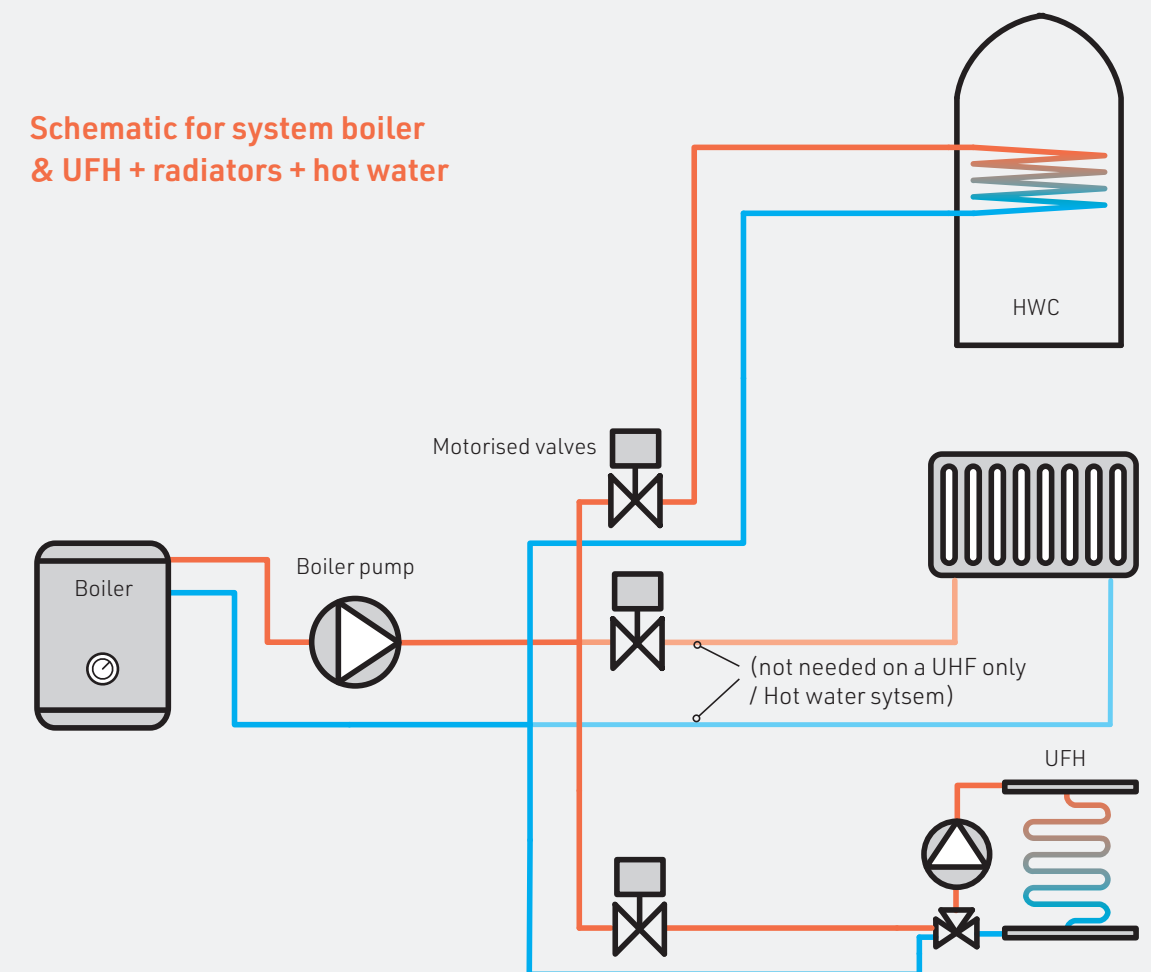 Schematic for system boiler
& UFH + radiators + hot water
HWC
Motorised valves
Boiler pump
Boiler
(not needed on a UHF only
/ Hot water sytsem)
UFH